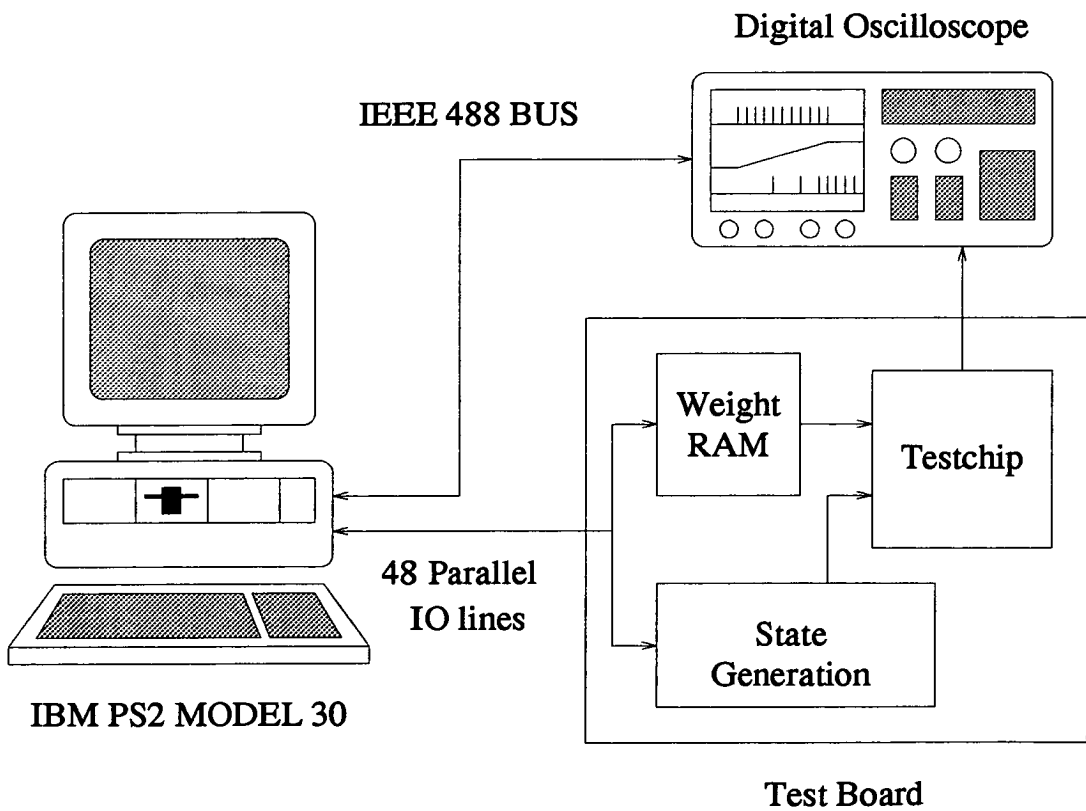 Digital Oscilloscope
IEEE 488 BUS
Weight
RAM
Testchip
48 Parallel
IO lines
State
Generation
IBM PS2 MODEL 30
Test Board